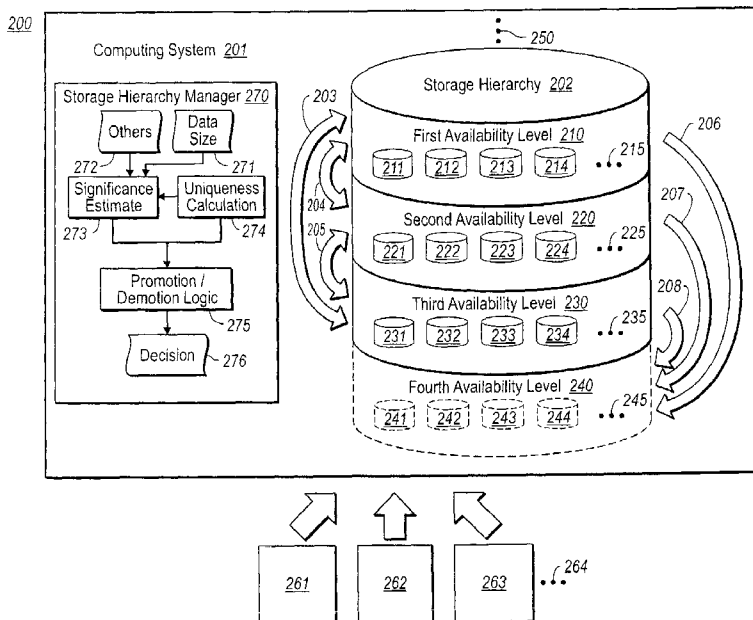 200
Computing System 201
250
Storage Hierarchy 202
Storage Hierarchy Manager 270
203
Others
Data Size
272
271
Significance Estimate
Uniqueness Calculation
273
274
Promotion / Demotion Logic
275
Decision
276
First Availability Level 210
211 212 213 214 215
204
206
Second Availability Level 220
207
221 222 223 224 225
205
Third Availability Level 230
208
231 232 233 234 235
Fourth Availability Level 240
241 242 243 244 245
261 262 263 264